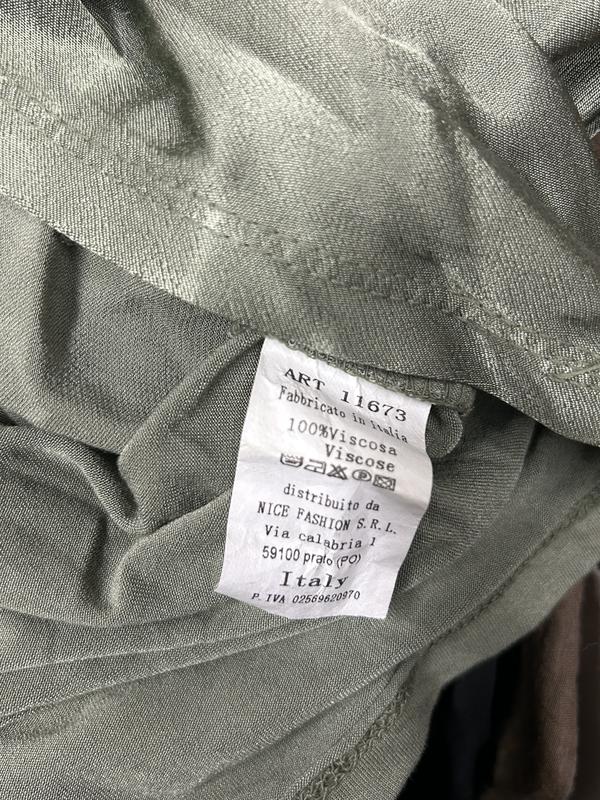 ART 11673
Fabbricato in Italia
100%Viscosa
Viscose
distribuito da
NICE FASHION S.R.L.
Via calabria 1
59100 prato (PO)
Italy
P. IVA 02569620970